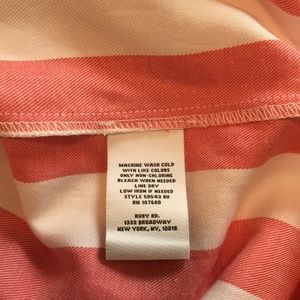 MACHINE WASH COLD
WITH LIKE COLORS
ONLY NON-CHLORINE
BLEACH WHEN NEEDED
LINE DRY
LOW IRON IF NEEDED
STYLE 50543 BU
RN 107680
RUBY RD.
1333 BROADWAY
NEW YORK, NY, 10018